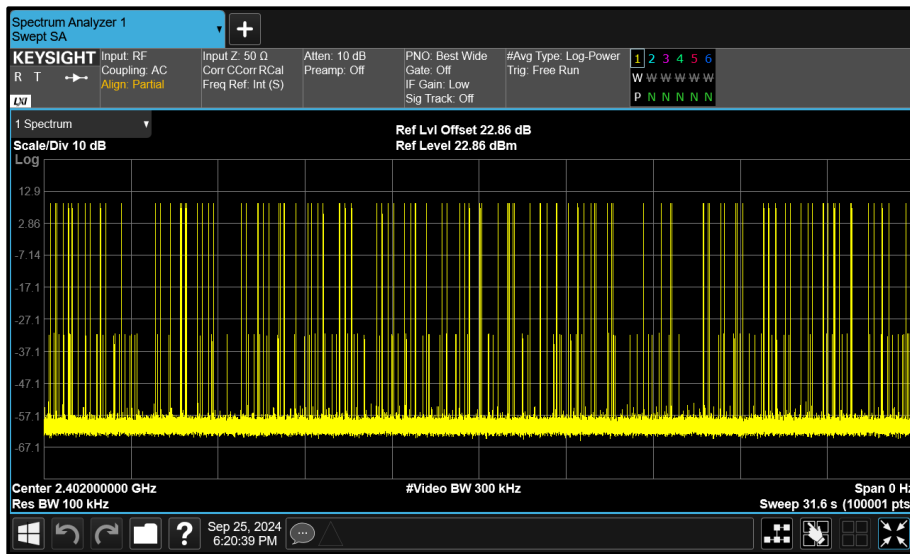 Spectrum Analyzer 1
Swept SA
KEYSIGHT
R T
LXI
Input: RF
Coupling: AC
Align: Partial
Input Z: 50 Ω
Corr CCorr RCal
Freq Ref: Int (S)
Atten: 10 dB
Preamp: Off
PNO: Best Wide
Gate: Off
IF Gain: Low
Sig Track: Off
#Avg Type: Log-Power
Trig: Free Run
1 2 3 4 5 6
W W W W W W
P N N N N N
1 Spectrum
Scale/Div 10 dB
Ref Lvl Offset 22.86 dB
Ref Level 22.86 dBm
Log
12.9
2.86
-7.14
-17.1
-27.1
-37.1
-47.1
-57.1
-67.1
Center 2.402000000 GHz
#Video BW 300 kHz
Span 0 Hz
Res BW 100 kHz
Sweep 31.6 s (100001 pts
?
Sep 25, 2024
6:20:39 PM